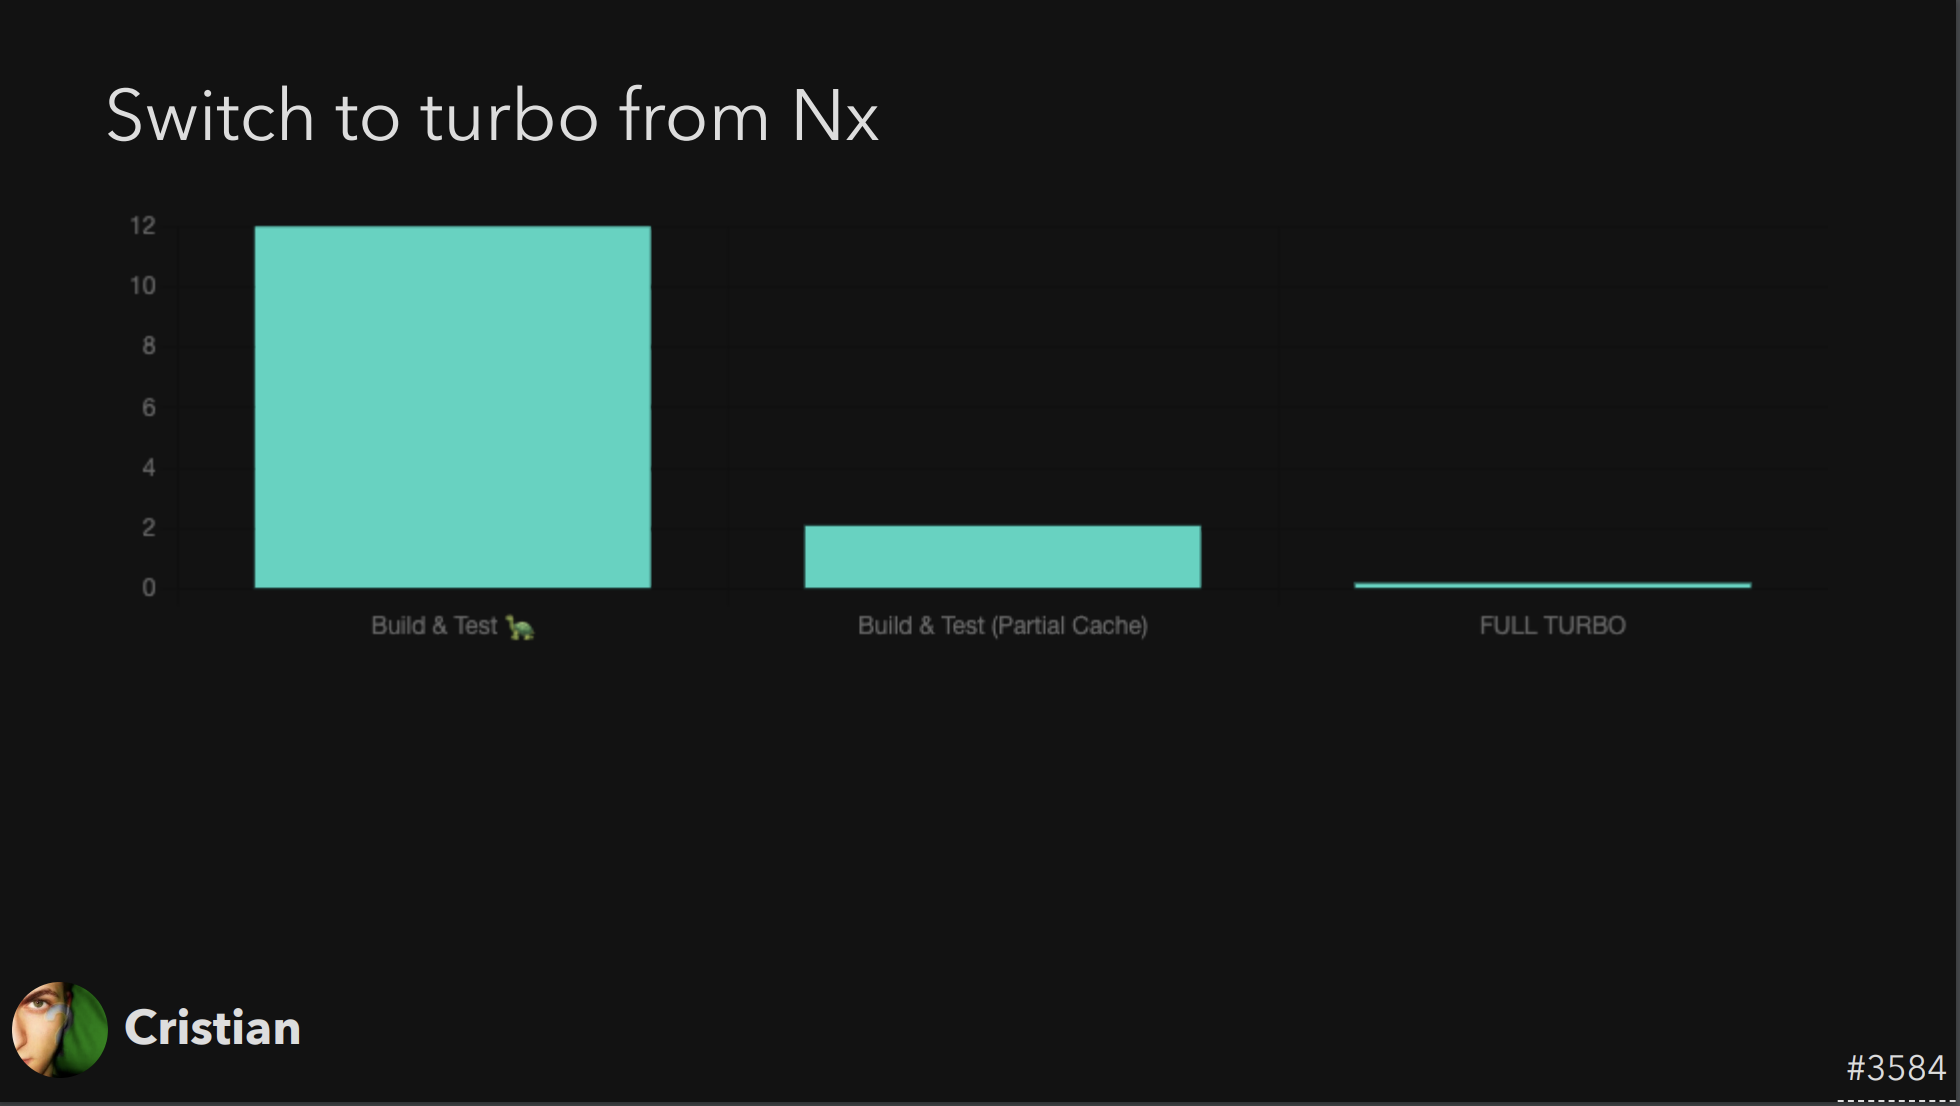 Switch to turbo from Nx
12
10
8
6
4
2
0
Build & Test 🐢
Build & Test (Partial Cache)
FULL TURBO
Cristian
#3584